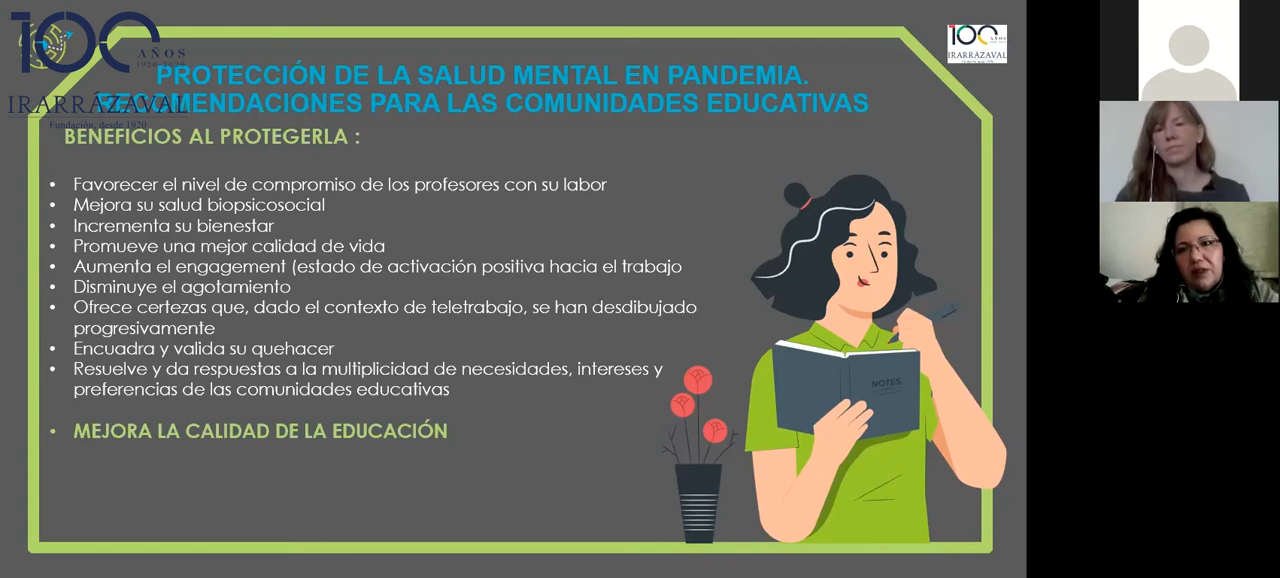 100
AÑOS
1920-2020
IRARRÁZAVAL
Fundación, desde 1920
100 AÑOS
IRARRÁZAVAL
PROTECCIÓN DE LA SALUD MENTAL EN PANDEMIA.
RECOMENDACIONES PARA LAS COMUNIDADES EDUCATIVAS
BENEFICIOS AL PROTEGERLA :
• Favorecer el nivel de compromiso de los profesores con su labor
• Mejora su salud biopsicosocial
• Incrementa su bienestar
• Promueve una mejor calidad de vida
• Aumenta el engagement (estado de activación positiva hacia el trabajo
• Disminuye el agotamiento
• Ofrece certezas que, dado el contexto de teletrabajo, se han desdibujado
progresivamente
• Encuadra y valida su quehacer
• Resuelve y da respuestas a la multiplicidad de necesidades, intereses y
preferencias de las comunidades educativas
• MEJORA LA CALIDAD DE LA EDUCACIÓN
NOTES